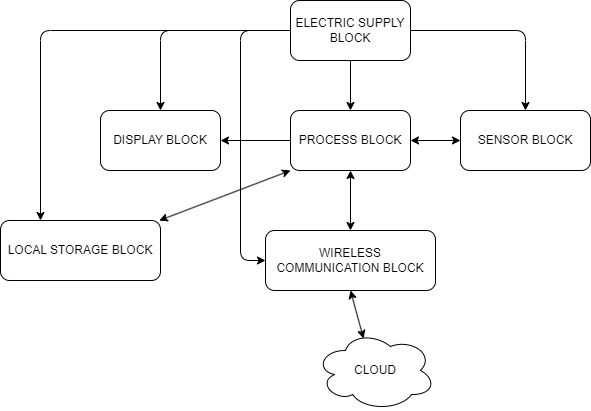 ELECTRIC SUPPLY
BLOCK
DISPLAY BLOCK
PROCESS BLOCK
SENSOR BLOCK
LOCAL STORAGE BLOCK
WIRELESS
COMMUNICATION BLOCK
CLOUD